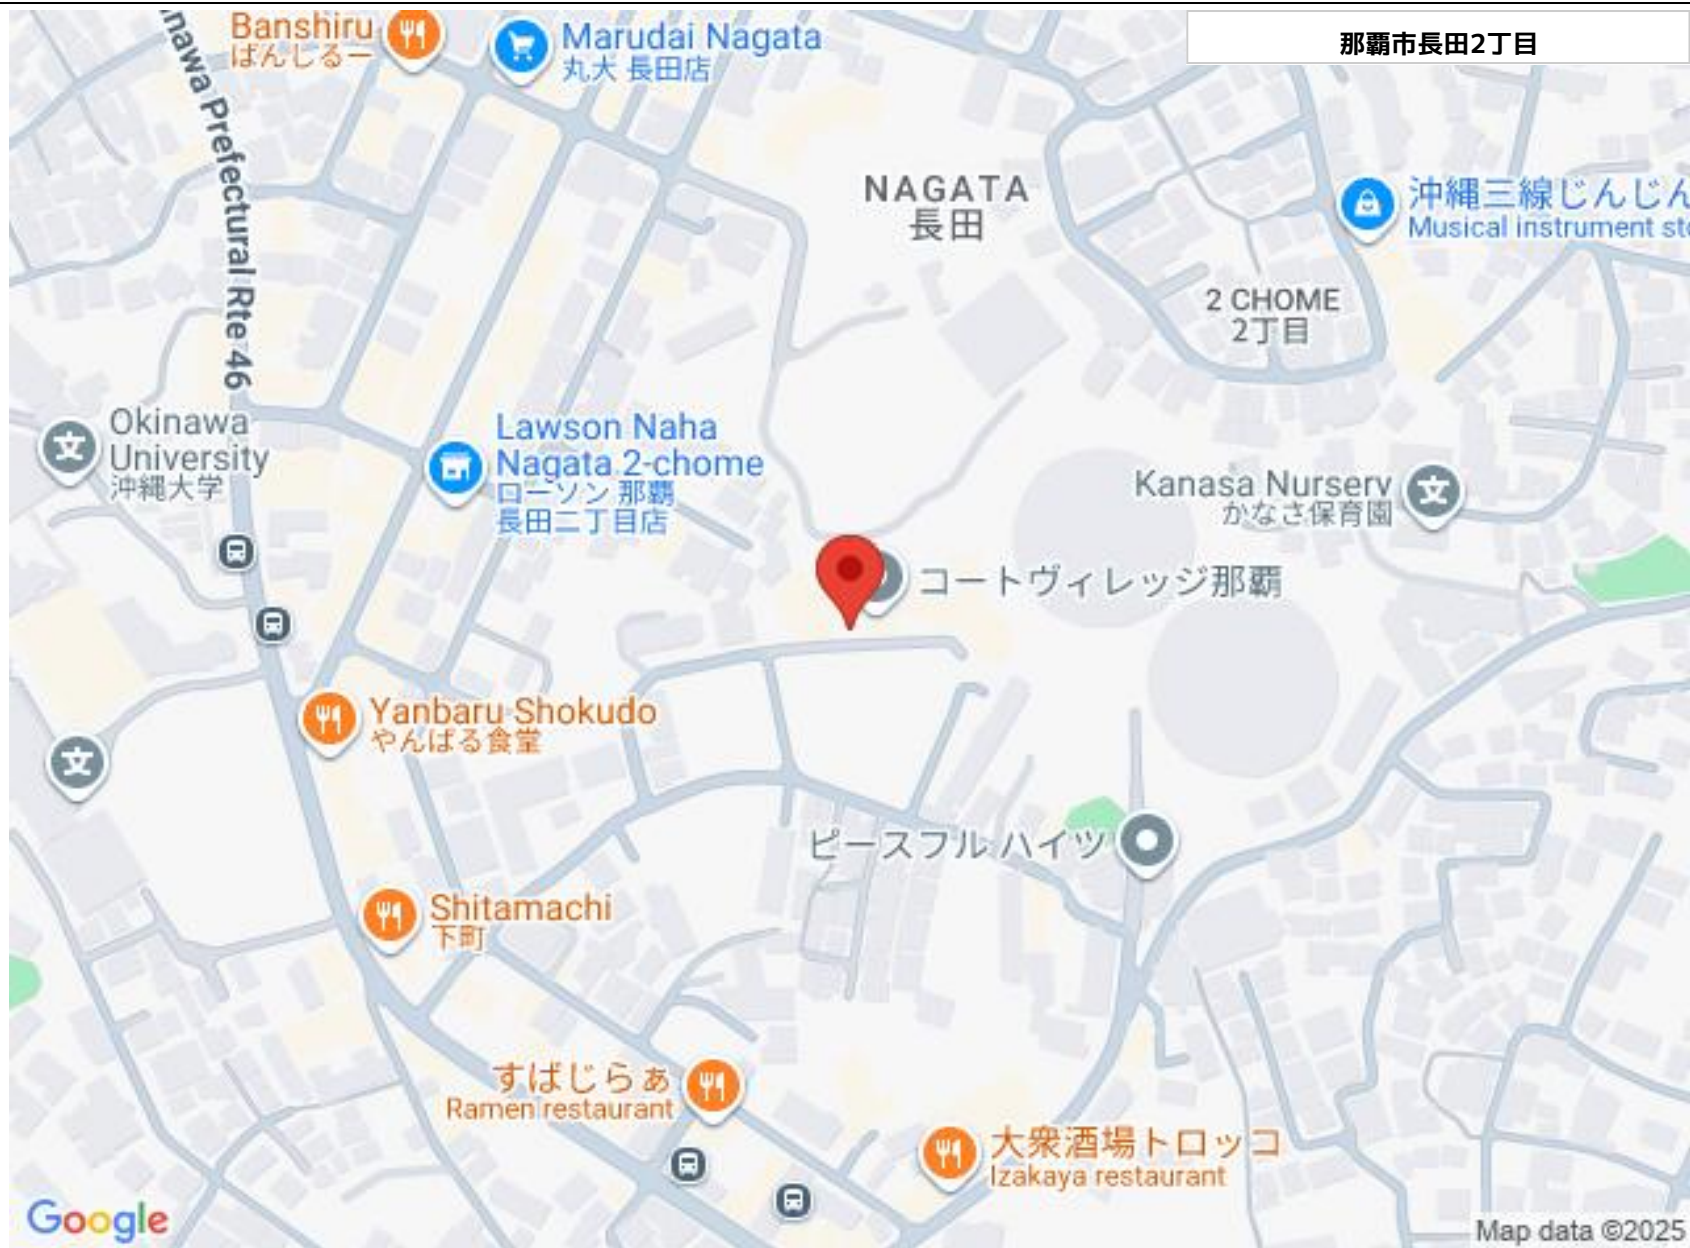 Banshiru
ばんしるー
Marudai Nagata
丸大 長田店
那覇市長田2丁目
nawa Prefectural Rte 46
NAGATA
長田
沖縄三線じんじん
Musical instrument sto
2 CHOME
2丁目
Okinawa
University
沖縄大学
Lawson Naha
Nagata 2-chome
ローソン 那覇
長田二丁目店
Kanasa Nursery
かなさ保育園
文
文
文
コートヴィレッジ那覇
Yanbaru Shokudo
やんばる食堂
ピースフル ハイツ
Shitamachi
下町
すばじらぁ
Ramen restaurant
大衆酒場トロッコ
Izakaya restaurant
Google
Map data ©2025